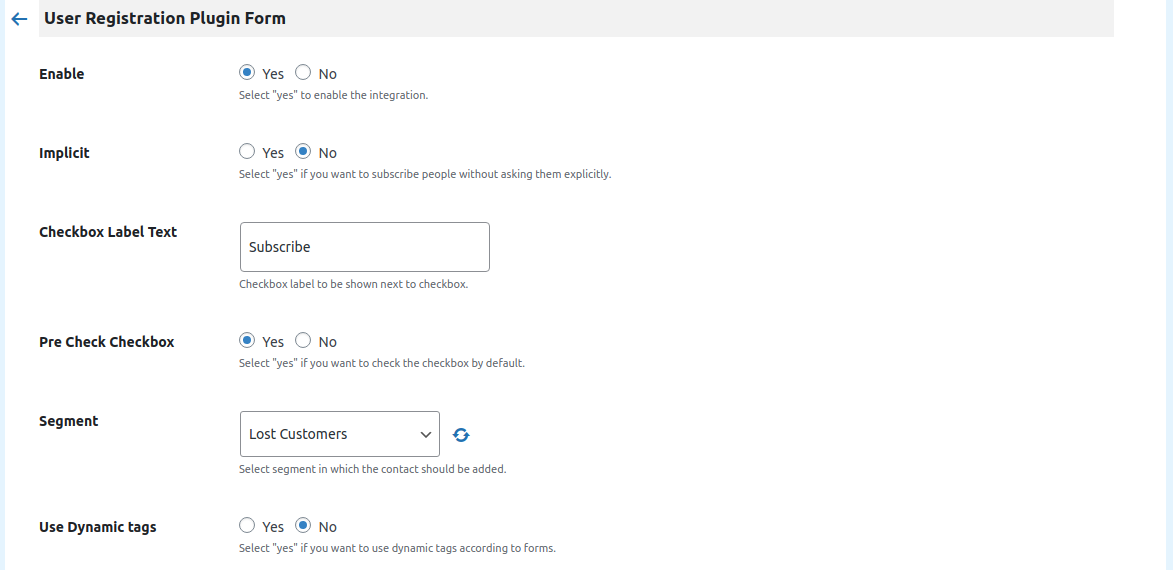 User Registration Plugin Form
Enable
Yes No
Select "yes" to enable the integration.
Implicit
Yes No
Select "yes" if you want to subscribe people without asking them explicitly.
Checkbox Label Text
Subscribe
Checkbox label to be shown next to checkbox.
Pre Check Checkbox
Yes No
Select "yes" if you want to check the checkbox by default.
Segment
Lost Customers
Select segment in which the contact should be added.
Use Dynamic tags
Yes No
Select "yes" if you want to use dynamic tags according to forms.